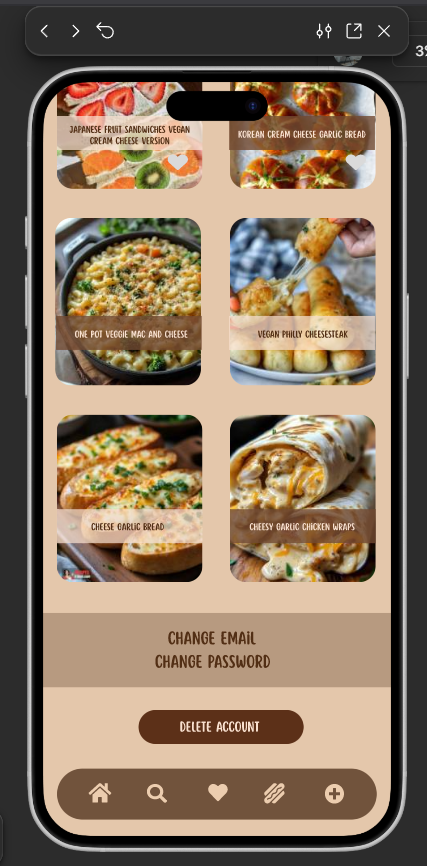 JAPANESE FRUIT SANDWICHES VEGAN
CREAM CHEESE VERSION
KOREAN CREAM CHEESE GARLIC BREAD
ONE POT VEGGIE MAC AND CHEESE
VEGAN PHILLY CHEESESTEAK
CHEESE GARLIC BREAD
CHEESY GARLIC CHICKEN WRAPS
CHANGE EMAIL
CHANGE PASSWORD
DELETE ACCOUNT